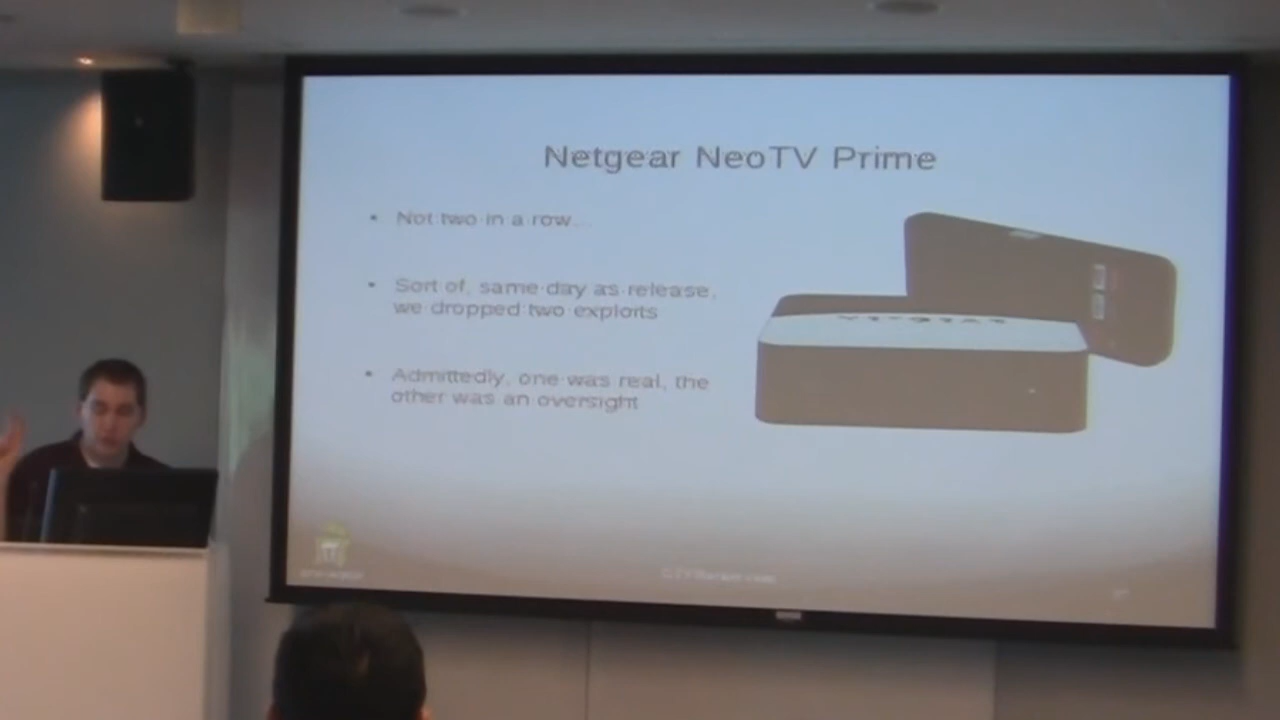 Netgear NeoTV Prime
• Not two in a row...
• Sort of, same day as release,
we dropped two exploits
• Admittedly, one was real, the
other was an oversight
NETGEAR